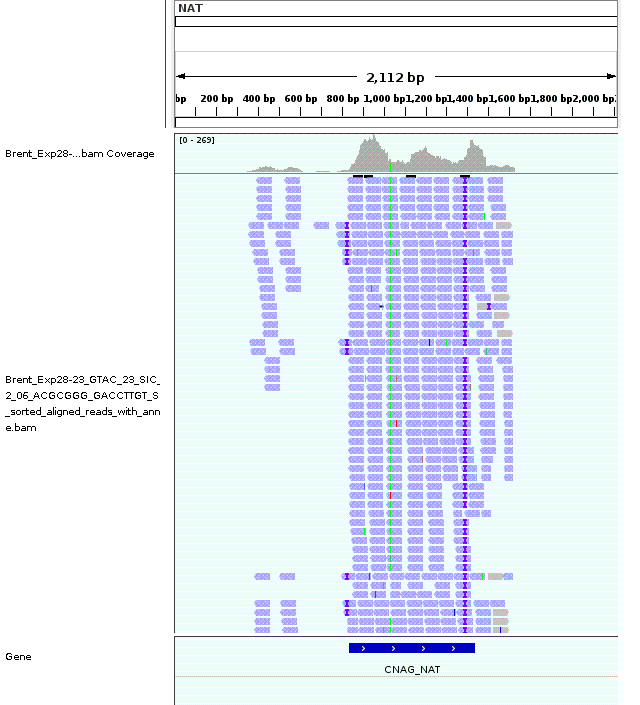 NAT
2,112 bp
bp 200 bp 400 bp 600 bp 800 bp 1,000 bp 1,200 bp 1,400 bp 1,600 bp 1,800 bp 2,000 bp
[0 - 269]
Brent_Exp28-...bam Coverage
Brent_Exp28-23_GTAC_23_SIC_
2_06_ACGCGGG_GACCTTGT_S
_sorted_aligned_reads_with_ann
e.bam
Gene
CNAG_NAT